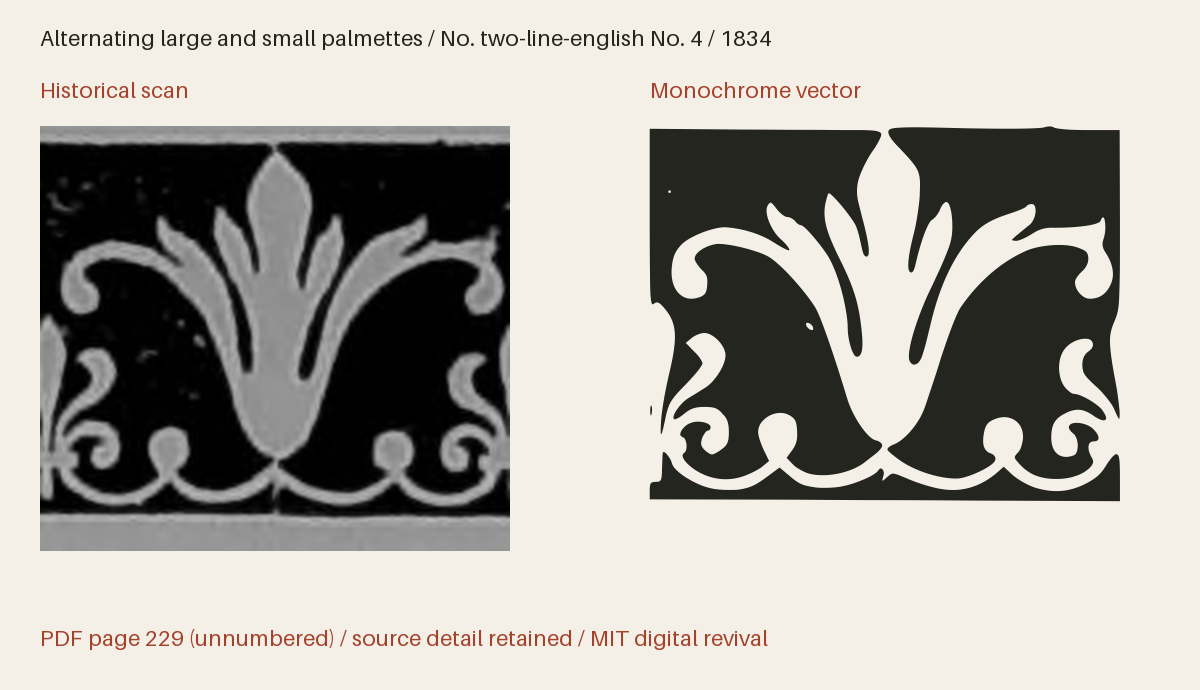 Alternating large and small palmettes / No. two-line-english No. 4 / 1834
Historical scan
Monochrome vector
PDF page 229 (unnumbered) / source detail retained / MIT digital revival